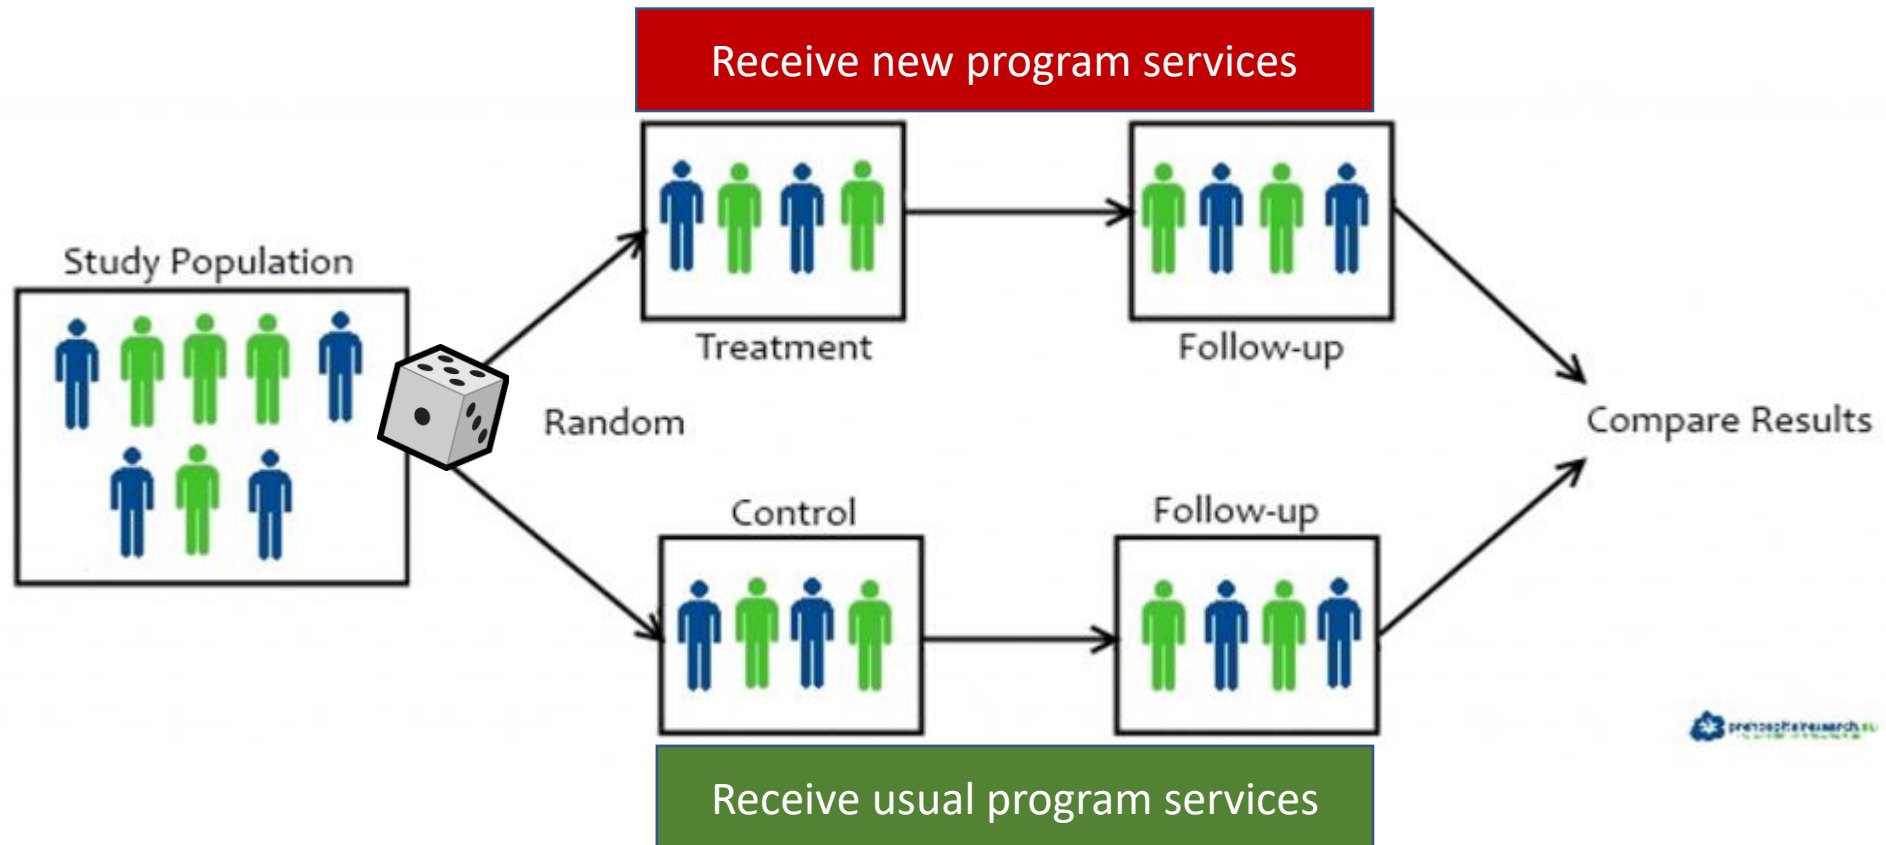 Receive new program services
Study Population
Treatment
Follow-up
Random
Compare Results
Control
Follow-up
Receive usual program services